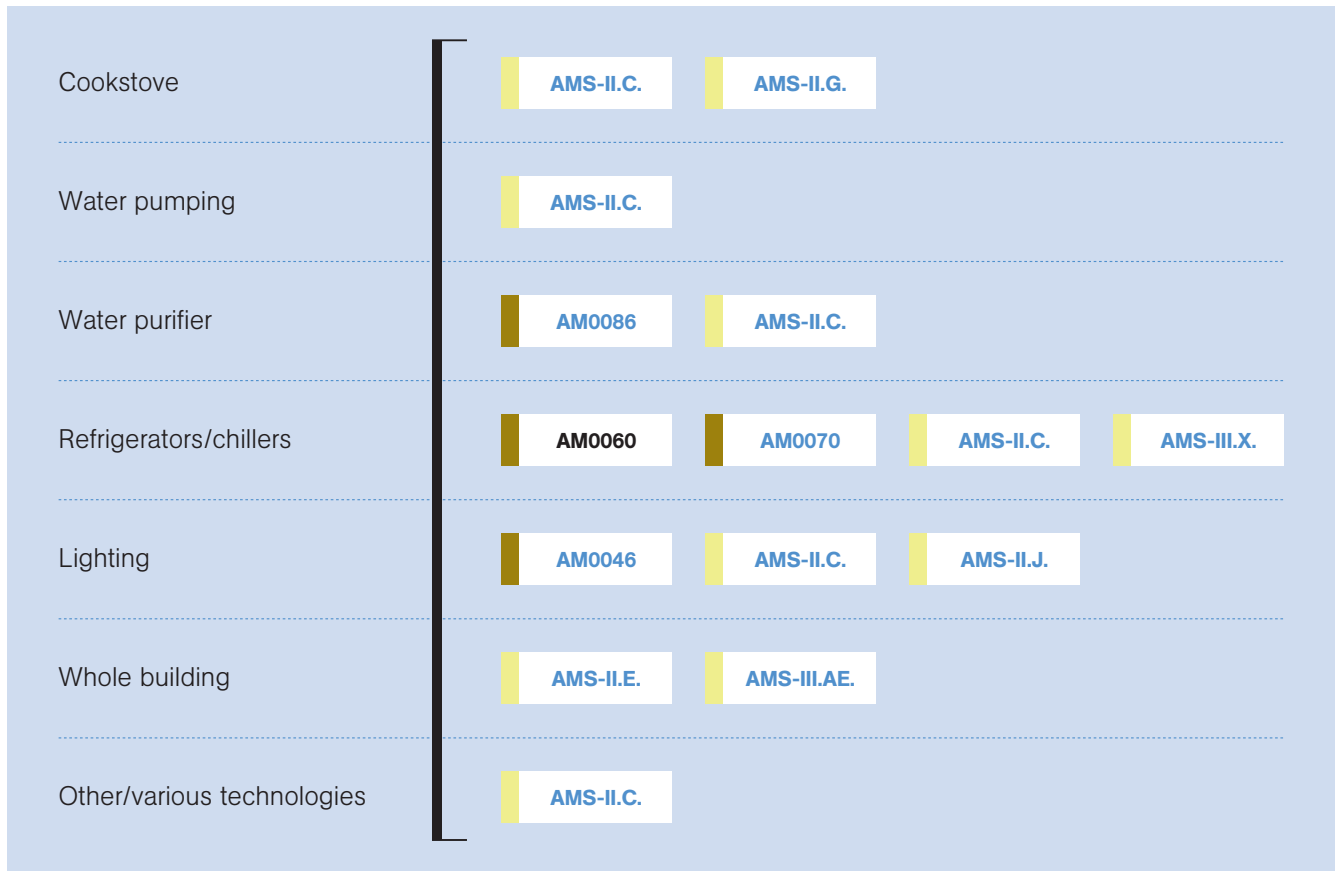 Cookstove AMS-II.C. AMS-II.G.
Water pumping AMS-II.C.
Water purifier AM0086 AMS-II.C.
Refrigerators/chillers AM0060 AM0070 AMS-II.C. AMS-III.X.
Lighting AM0046 AMS-II.C. AMS-II.J.
Whole building AMS-II.E. AMS-III.AE.
Other/various technologies AMS-II.C.